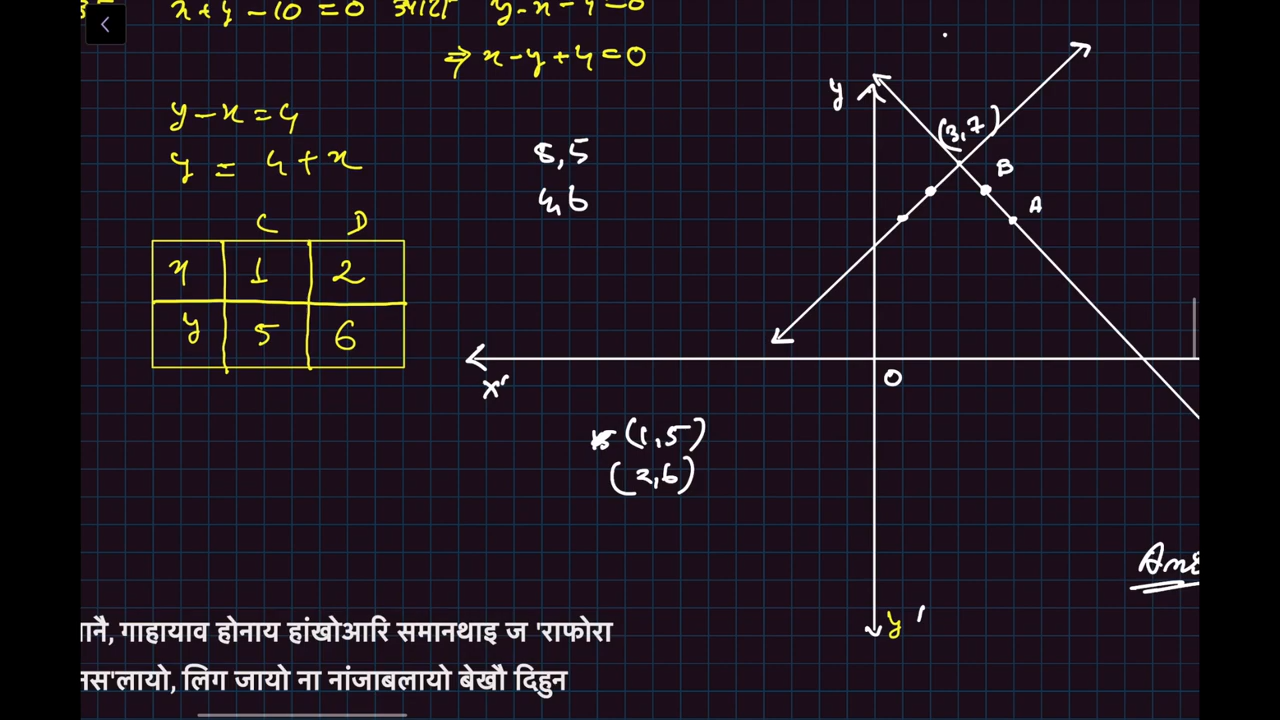 x+y-10=0 आरो y-x-4=0
⇒ x-y+4=0
y-x=4
y = 4+x
C D
x 1 2
y 5 6
8,5
4,6
y
(3,7)
B
A
x'
O
(1,5)
(2,6)
y'
Ans
गाहायाव होनाय हांखोआरि समानथाइ ज'राफोरा
लिग जायो ना नांजाबलायो बेखौ दिहुन